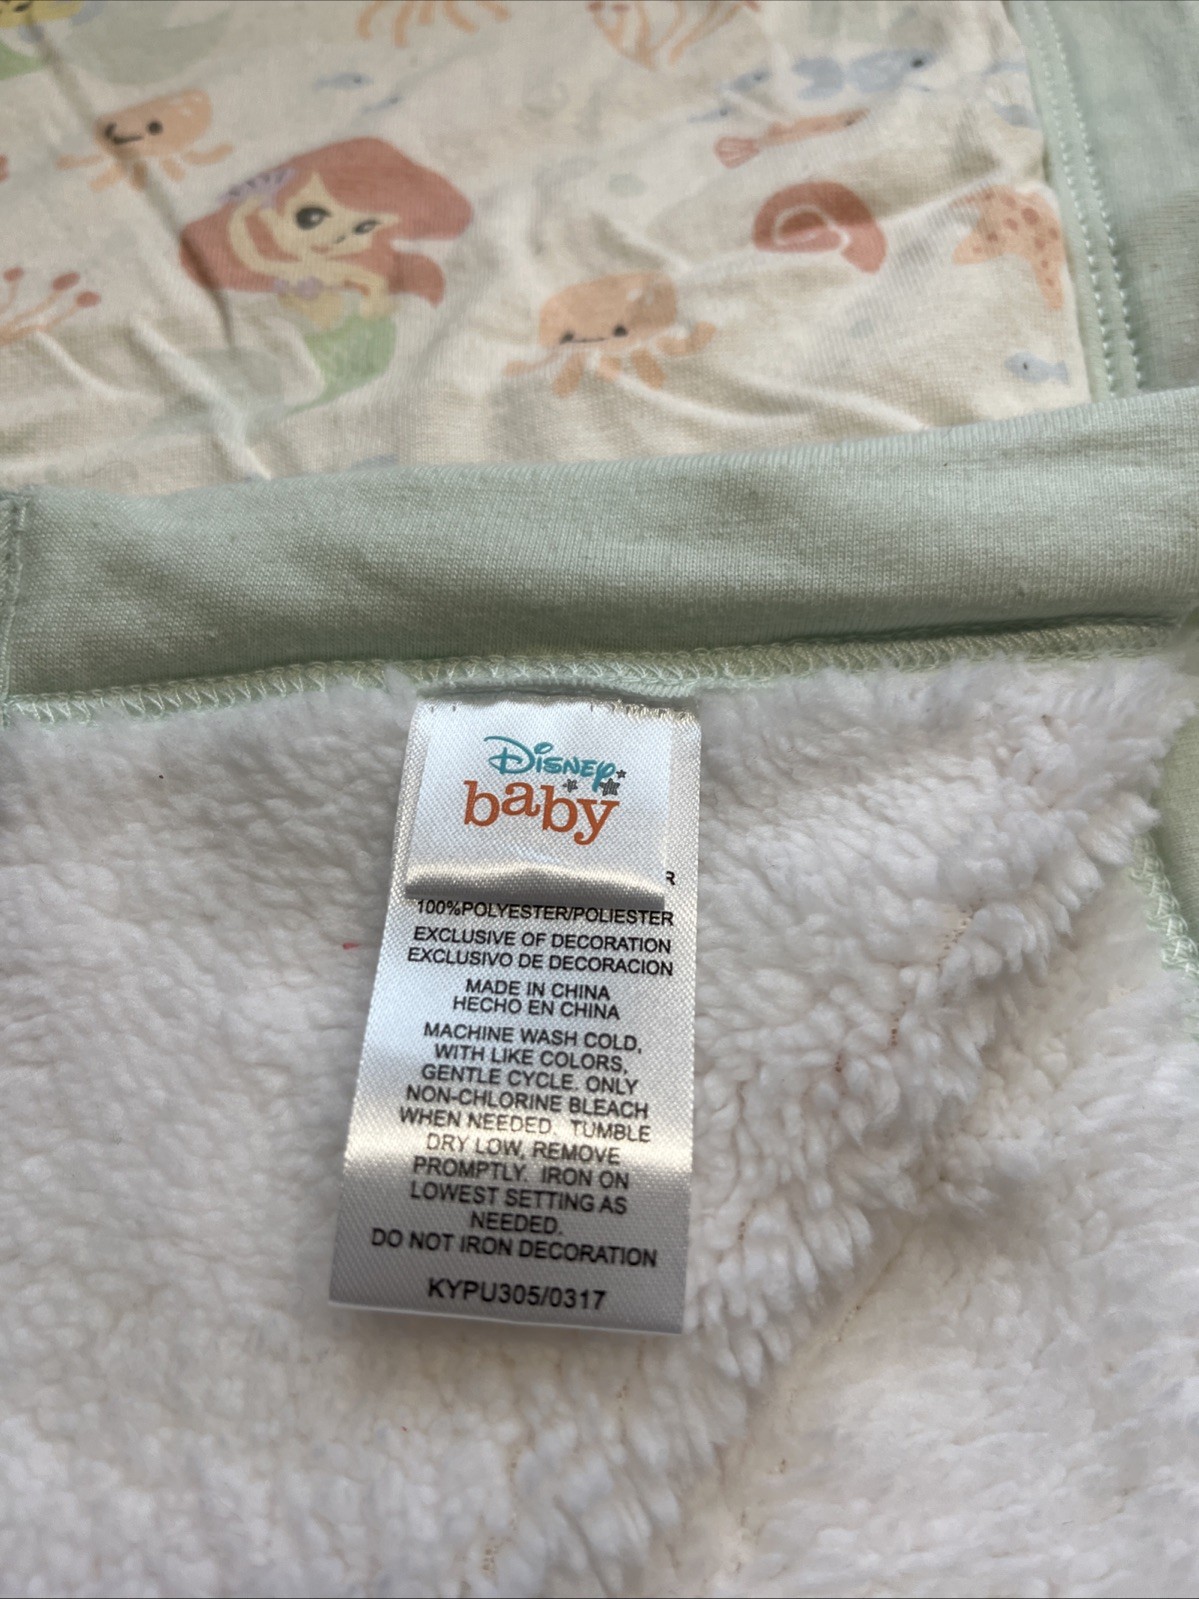 Disney
baby
R
100%POLYESTER/POLIESTER
EXCLUSIVE OF DECORATION
EXCLUSIVO DE DECORACION
MADE IN CHINA
HECHO EN CHINA
MACHINE WASH COLD,
WITH LIKE COLORS,
GENTLE CYCLE. ONLY
NON-CHLORINE BLEACH
WHEN NEEDED. TUMBLE
DRY LOW, REMOVE
PROMPTLY. IRON ON
LOWEST SETTING AS
NEEDED.
DO NOT IRON DECORATION
KYPU305/0317